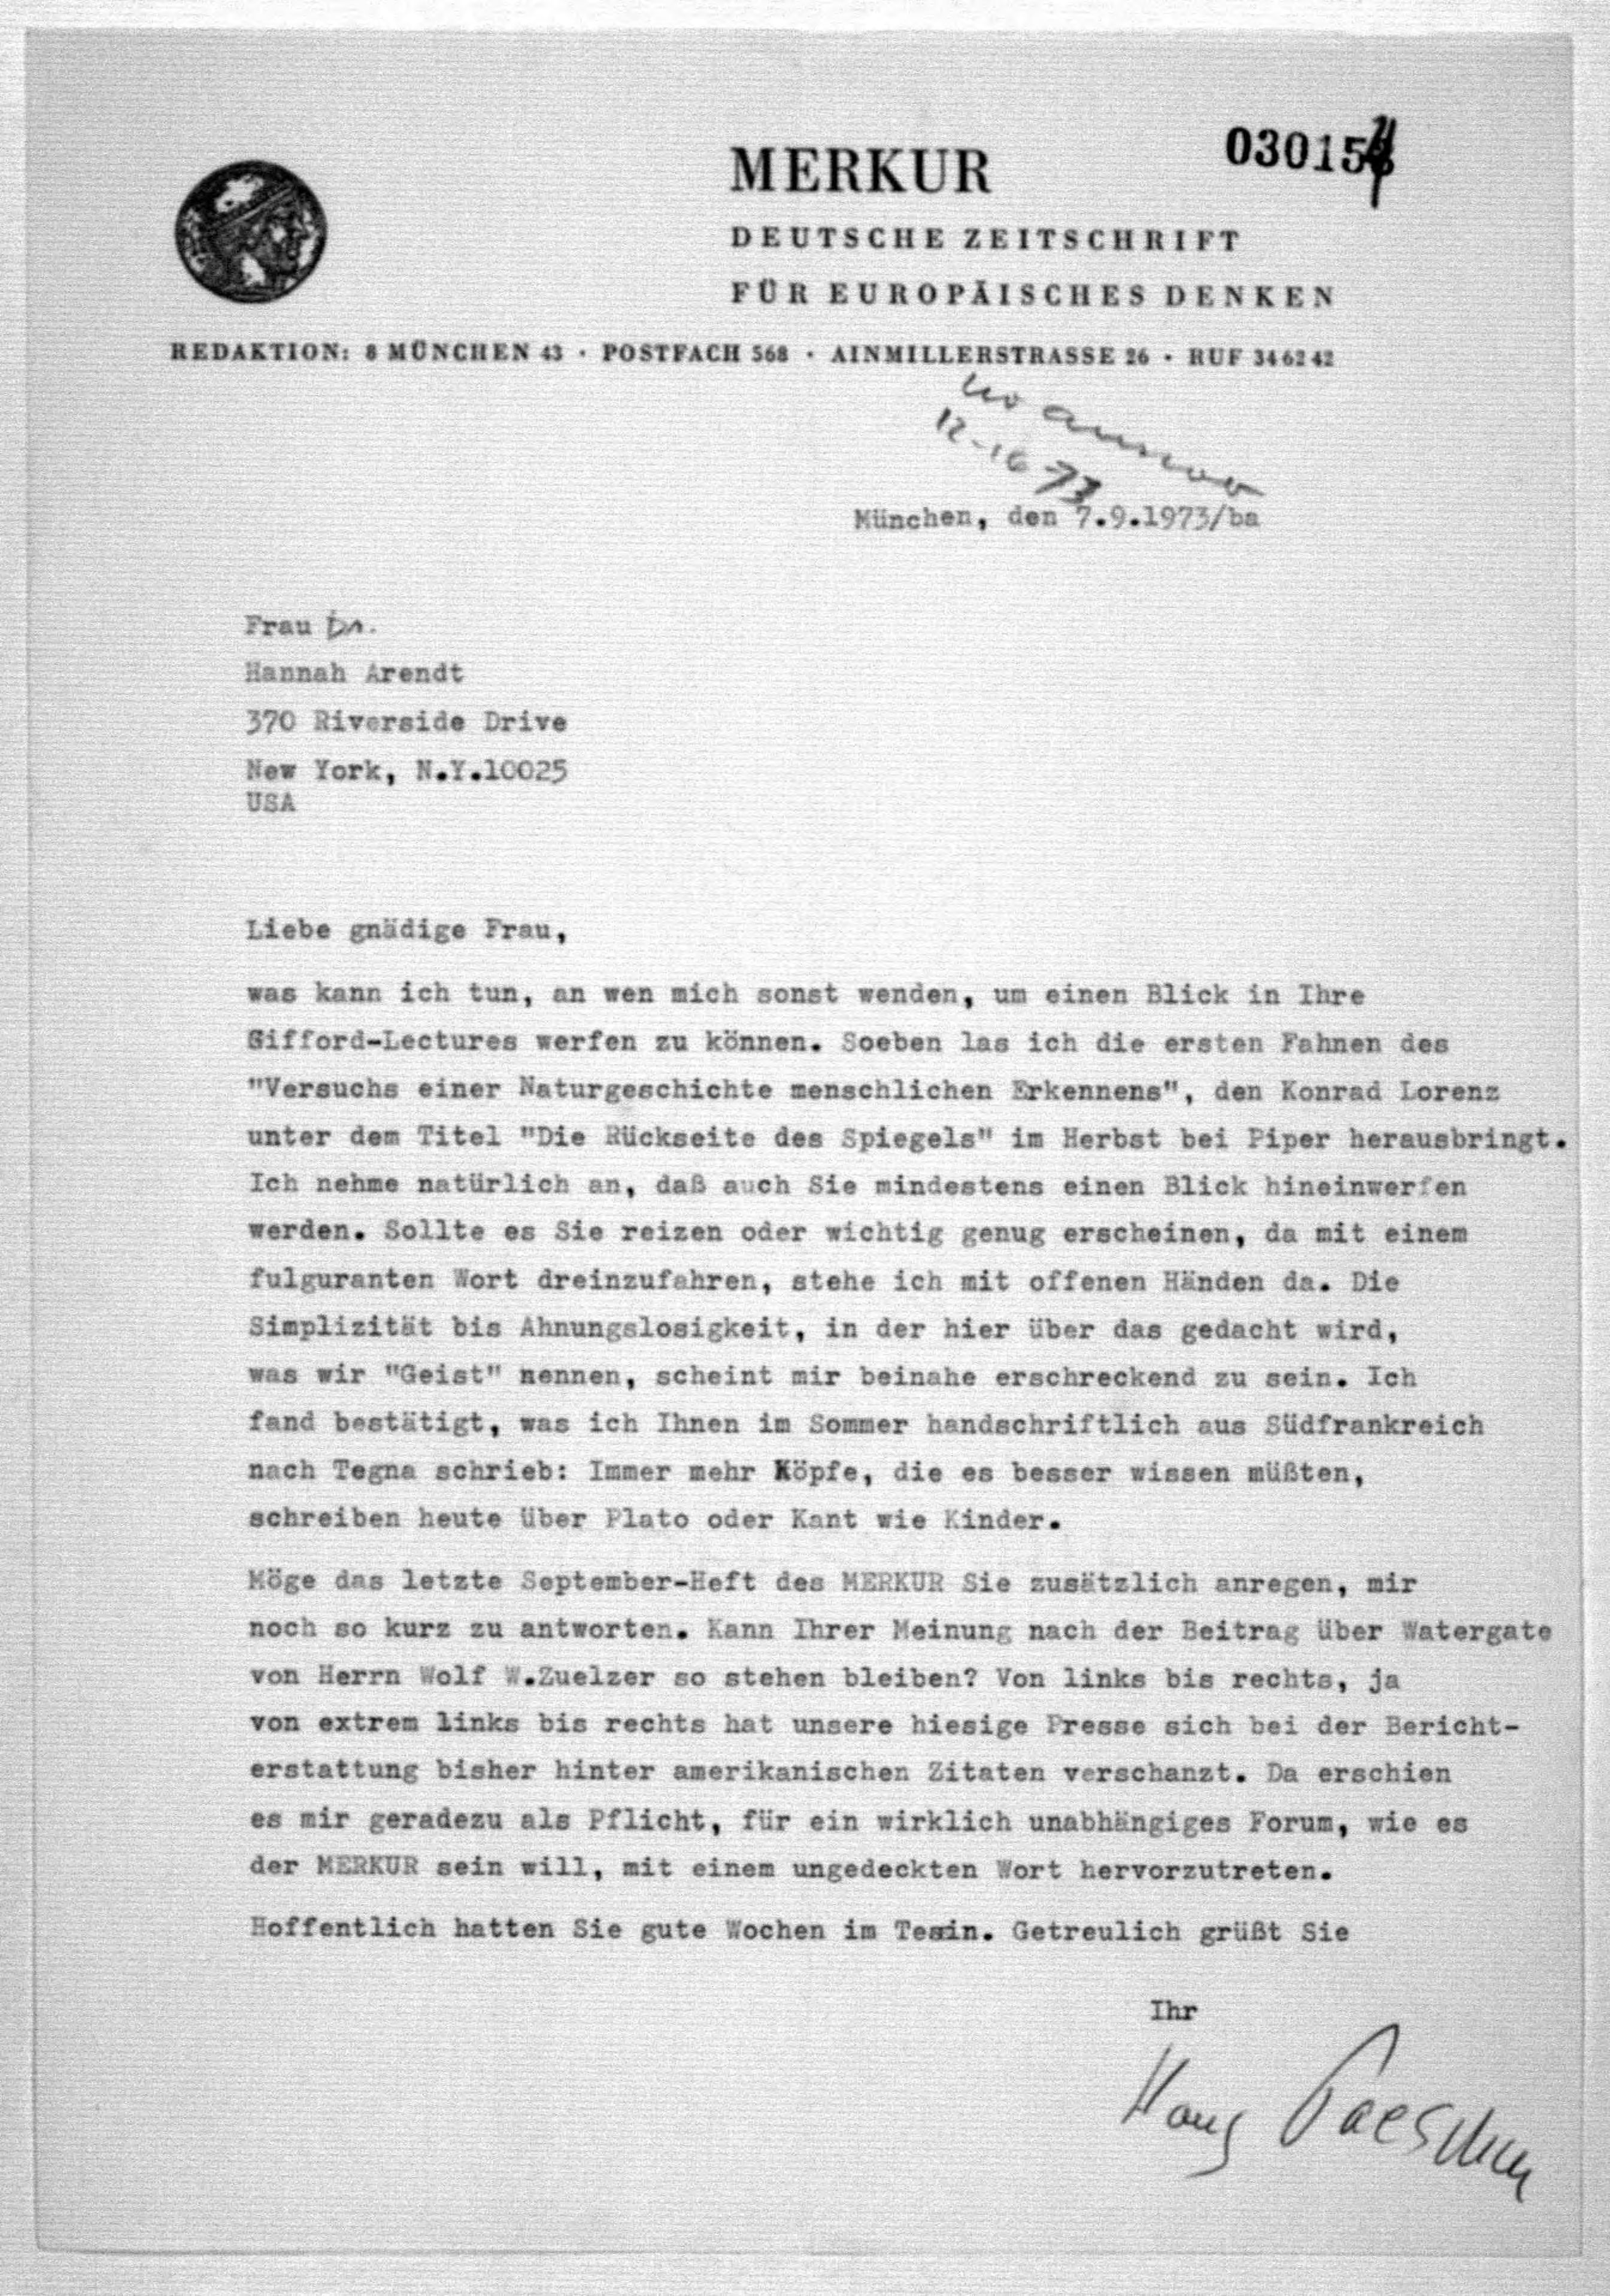 MERKUR
DEUTSCHE ZEITSCHRIFT
FÜR EUROPÄISCHES DENKEN
030154
REDAKTION: 8 MÜNCHEN 43 · POSTFACH 568 · AINMILLERSTRASSE 26 · RUF 34 62 42
no answer
12-16 73
München, den 7.9.1973/ba
Frau Dr.
Hannah Arendt
370 Riverside Drive
New York, N.Y.10025
USA
Liebe gnädige Frau,
was kann ich tun, an wen mich sonst wenden, um einen Blick in Ihre
Gifford-Lectures werfen zu können. Soeben las ich die ersten Fahnen des
"Versuchs einer Naturgeschichte menschlichen Erkennens", den Konrad Lorenz
unter dem Titel "Die Rückseite des Spiegels" im Herbst bei Piper herausbringt.
Ich nehme natürlich an, daß auch Sie mindestens einen Blick hineinwerfen
werden. Sollte es Sie reizen oder wichtig genug erscheinen, da mit einem
fulguranten Wort dreinzufahren, stehe ich mit offenen Händen da. Die
Simplizität bis Ahnungslosigkeit, in der hier über das gedacht wird,
was wir "Geist" nennen, scheint mir beinahe erschreckend zu sein. Ich
fand bestätigt, was ich Ihnen im Sommer handschriftlich aus Südfrankreich
nach Tegna schrieb: Immer mehr Köpfe, die es besser wissen müßten,
schreiben heute über Plato oder Kant wie Kinder.
Möge das letzte September-Heft des MERKUR Sie zusätzlich anregen, mir
noch so kurz zu antworten. Kann Ihrer Meinung nach der Beitrag über Watergate
von Herrn Wolf W.Zuelzer so stehen bleiben? Von links bis rechts, ja
von extrem links bis rechts hat unsere hiesige Presse sich bei der Bericht-
erstattung bisher hinter amerikanischen Zitaten verschanzt. Da erschien
es mir geradezu als Pflicht, für ein wirklich unabhängiges Forum, wie es
der MERKUR sein will, mit einem ungedeckten Wort hervorzutreten.
Hoffentlich hatten Sie gute Wochen im Tessin. Getreulich grüßt Sie
Ihr
Hans Paeschke